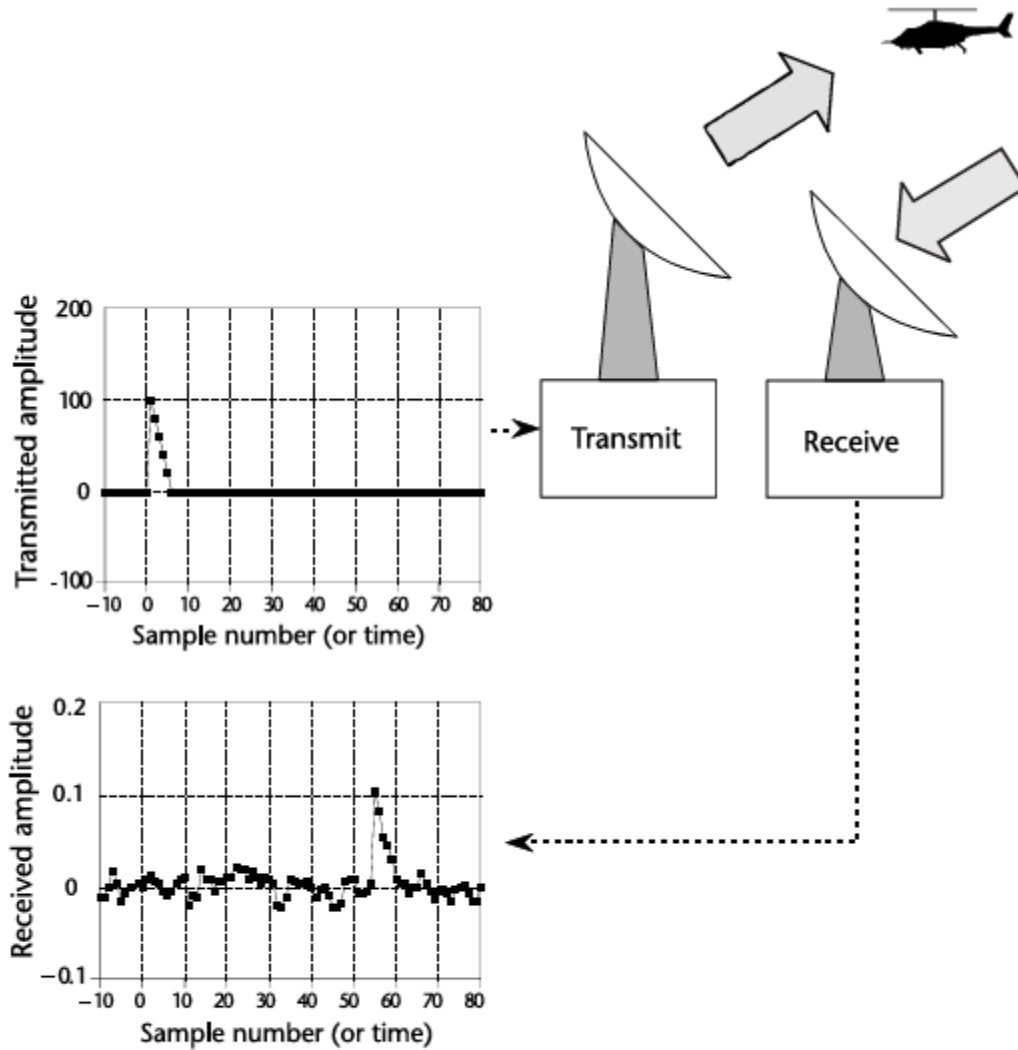 Transmitted amplitude
200
100
0
-100
−10 0 10 20 30 40 50 60 70 80
Sample number (or time)
Transmit
Receive
Received amplitude
0.2
0.1
0
−0.1
-10 0 10 20 30 40 50 60 70 80
Sample number (or time)